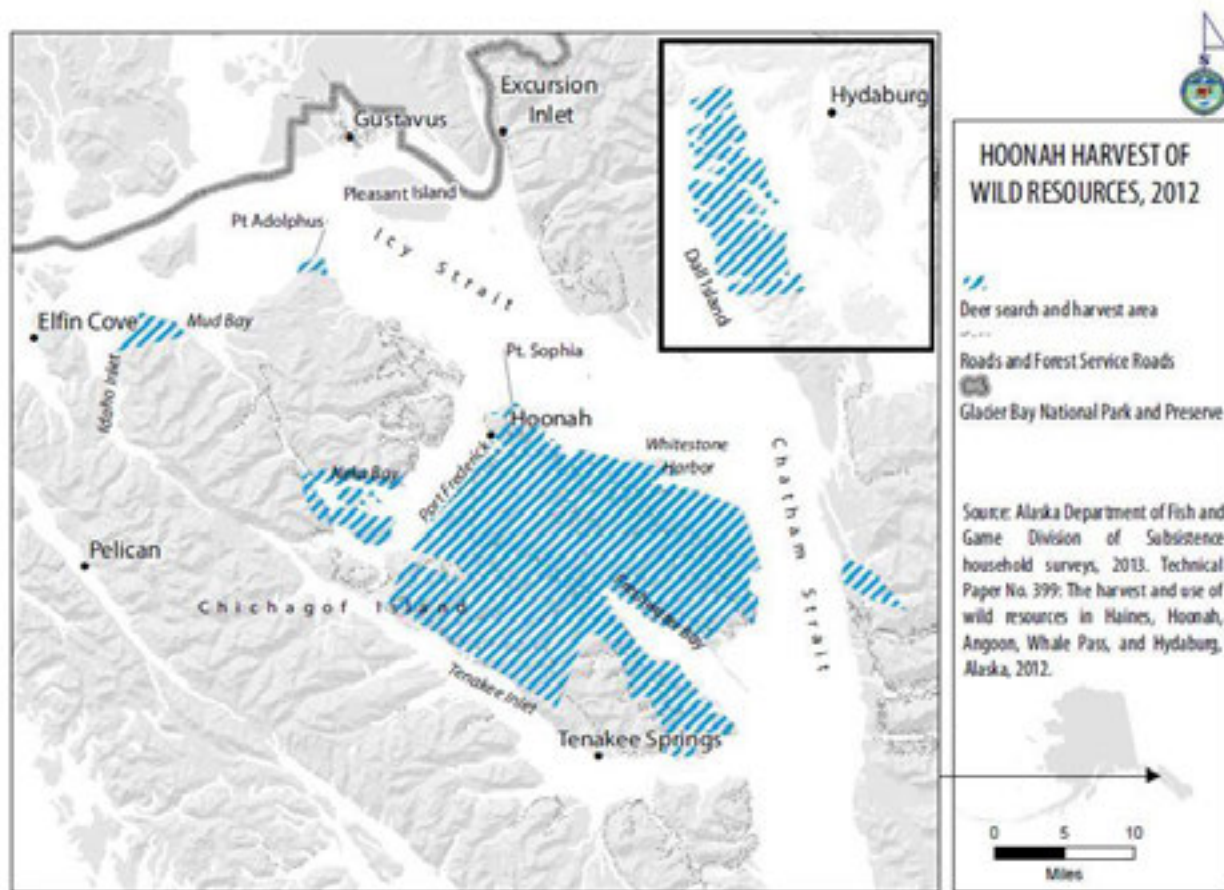 Excursion
Inlet
Gustavus
Pleasant Island
Pt Adolphus
Icy Strait
Elfin Cove
Mud Bay
Idaho Inlet
Pt. Sophia
Hoonah
Whitestone
Harbor
Port Frederick
Pelican
Chichagof Island
Freshwater Bay
Chatham Strait
Tenakee Inlet
Tenakee Springs
Hydaburg
Dall Island
HOONAH HARVEST OF
WILD RESOURCES, 2012
Deer search and harvest area
Roads and Forest Service Roads
Glacier Bay National Park and Preserve
Source: Alaska Department of Fish and
Game Division of Subsistence
household surveys, 2013. Technical
Paper No. 399: The harvest and use of
wild resources in Haines, Hoonah,
Angoon, Whale Pass, and Hydaburg,
Alaska, 2012.
0 5 10
Miles